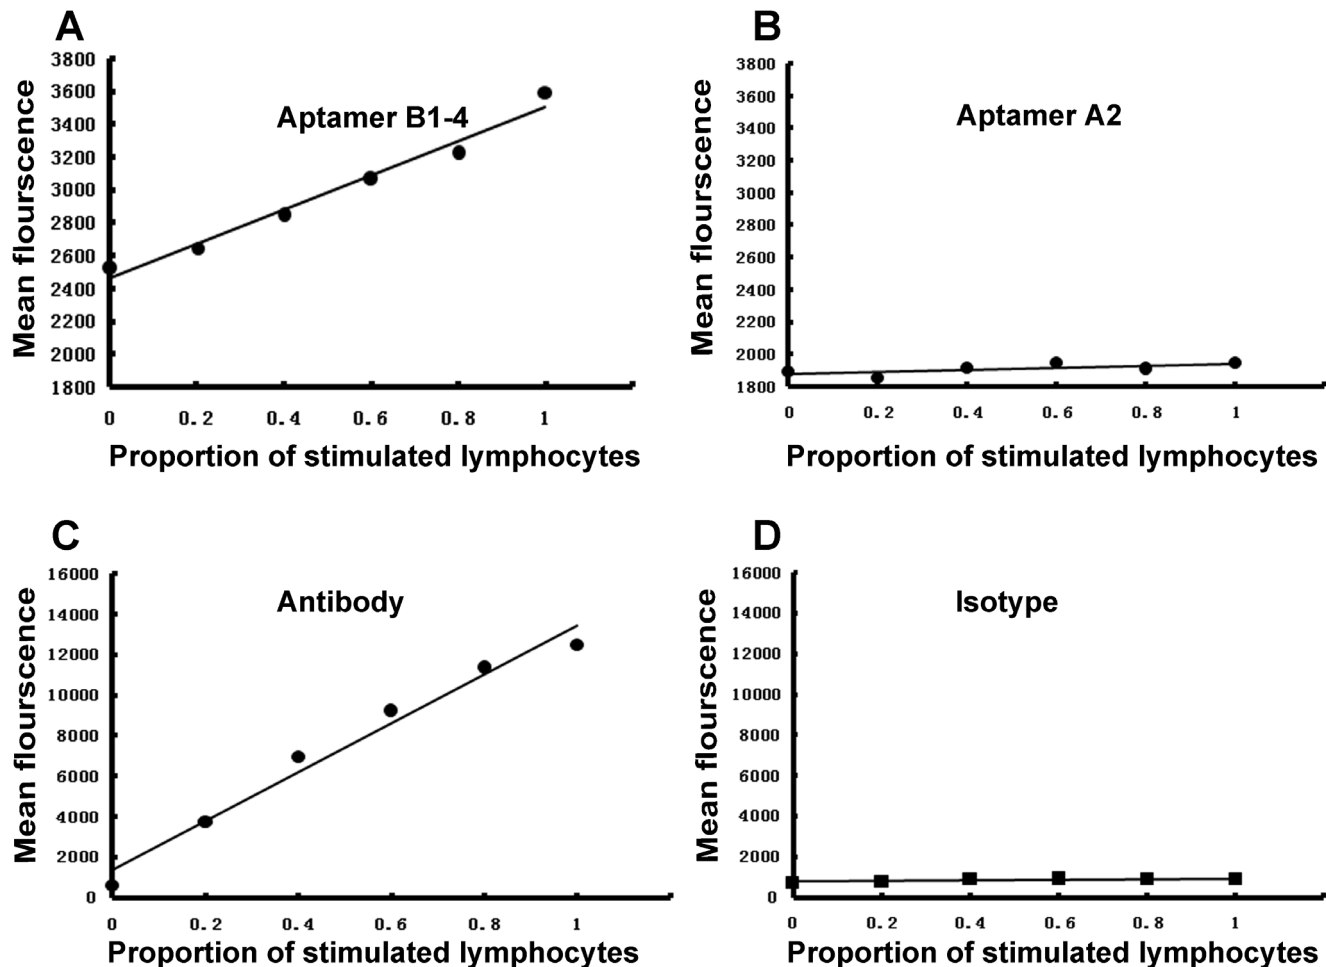 A
Mean flourscence
3800
3600
3400
3200
3000
2800
2600
2400
2200
2000
1800
Aptamer B1-4
0 0.2 0.4 0.6 0.8 1
Proportion of stimulated lymphocytes
B
Mean flourscence
3800
3600
3400
3200
3000
2800
2600
2400
2200
2000
1800
Aptamer A2
0 0.2 0.4 0.6 0.8 1
Proportion of stimulated lymphocytes
C
Mean flourscence
16000
14000
12000
10000
8000
6000
4000
2000
0
Antibody
0 0.2 0.4 0.6 0.8 1
Proportion of stimulated lymphocytes
D
Mean flourscence
16000
14000
12000
10000
8000
6000
4000
2000
0
Isotype
0 0.2 0.4 0.6 0.8 1
Proportion of stimulated lymphocytes